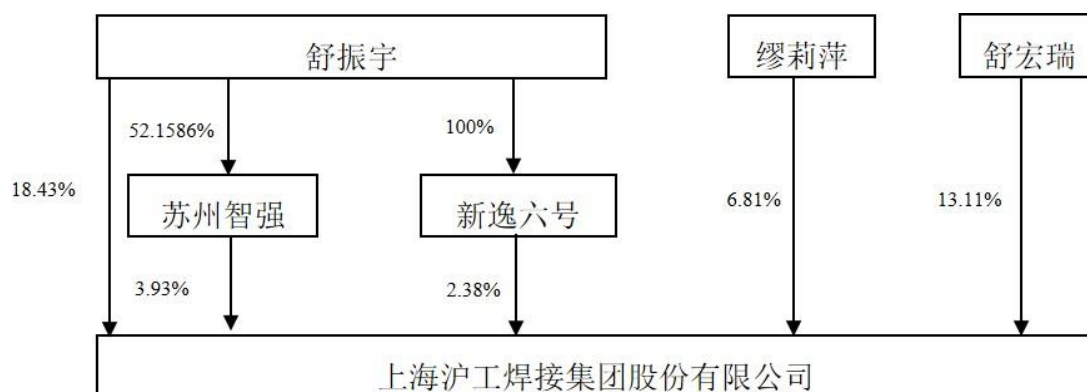 舒振宇
缪莉萍
舒宏瑞
52.1586%
100%
18.43%
苏州智强
新逸六号
6.81%
13.11%
3.93%
2.38%
上海沪工焊接集团股份有限公司